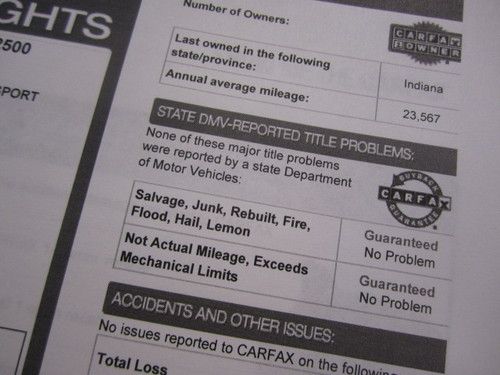 GHTS
2500
SPORT
Number of Owners:
CARFAX
1 OWNER
Last owned in the following
state/province:
Indiana
Annual average mileage:
23,567
STATE DMV-REPORTED TITLE PROBLEMS:
None of these major title problems
were reported by a state Department
of Motor Vehicles:
BUYBACK
CARFAX
GUARANTEE
Salvage, Junk, Rebuilt, Fire,
Flood, Hail, Lemon
Guaranteed
No Problem
Not Actual Mileage, Exceeds
Mechanical Limits
Guaranteed
No Problem
ACCIDENTS AND OTHER ISSUES:
No issues reported to CARFAX on the following
Total Loss